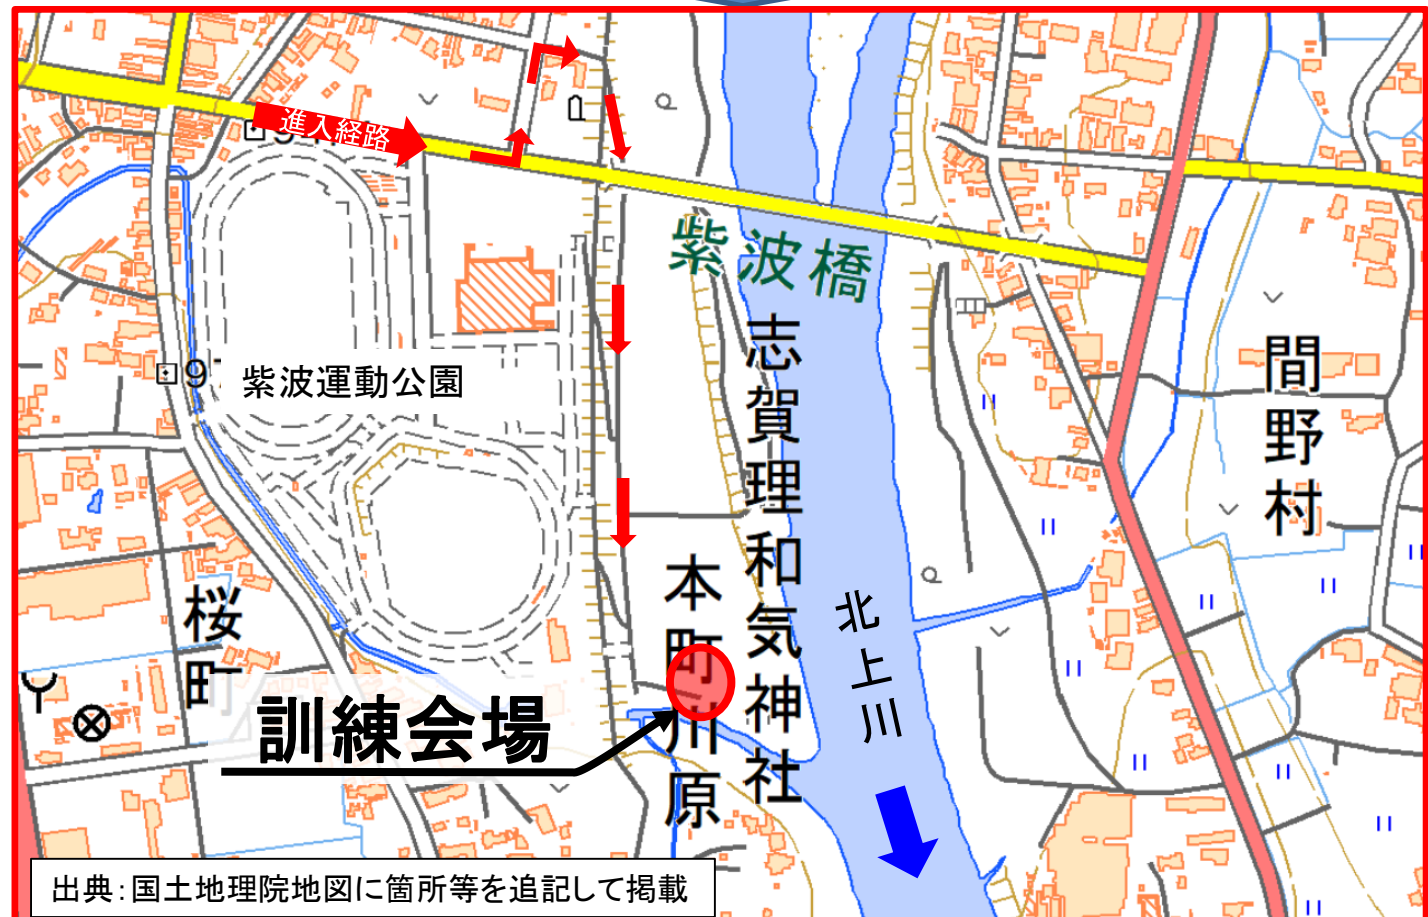 進入経路
紫波橋
紫波運動公園
志賀理和気神社
間野村
本町川原
桜町
北上川
訓練会場
出典：国土地理院地図に箇所等を追記して掲載